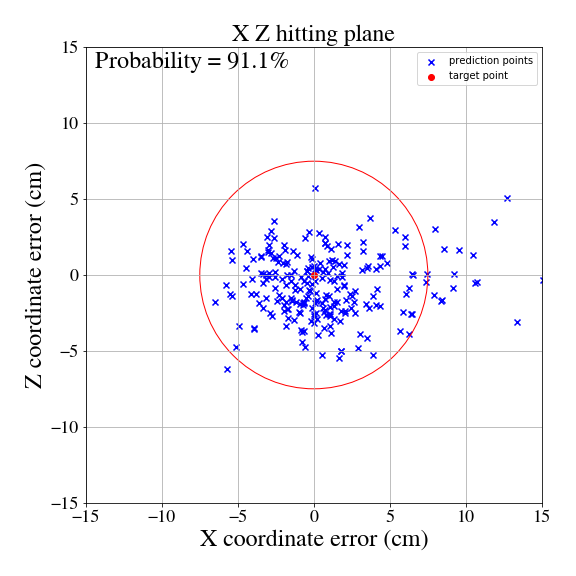 X Z hitting plane
Probability = 91.1%
prediction points
target point
15
10
5
0
−5
−10
−15
Z coordinate error (cm)
−15 −10 −5 0 5 10 15
X coordinate error (cm)